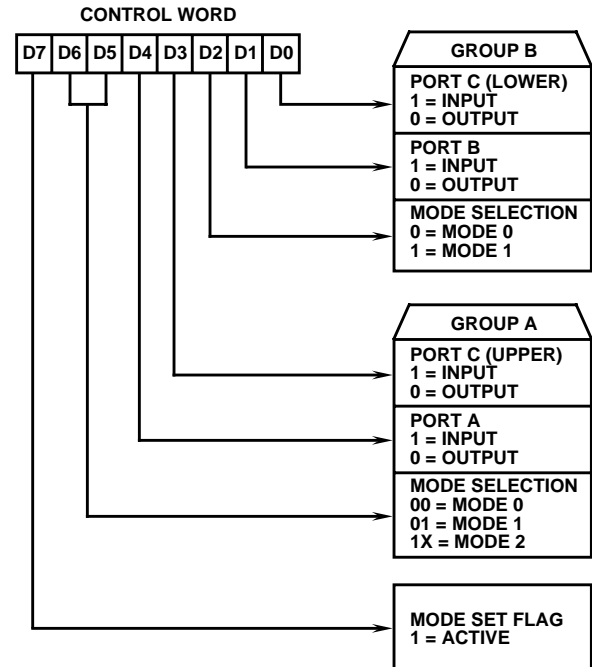 CONTROL WORD
D7 D6 D5 D4 D3 D2 D1 D0
GROUP B
PORT C (LOWER)
1 = INPUT
0 = OUTPUT
PORT B
1 = INPUT
0 = OUTPUT
MODE SELECTION
0 = MODE 0
1 = MODE 1
GROUP A
PORT C (UPPER)
1 = INPUT
0 = OUTPUT
PORT A
1 = INPUT
0 = OUTPUT
MODE SELECTION
00 = MODE 0
01 = MODE 1
1X = MODE 2
MODE SET FLAG
1 = ACTIVE